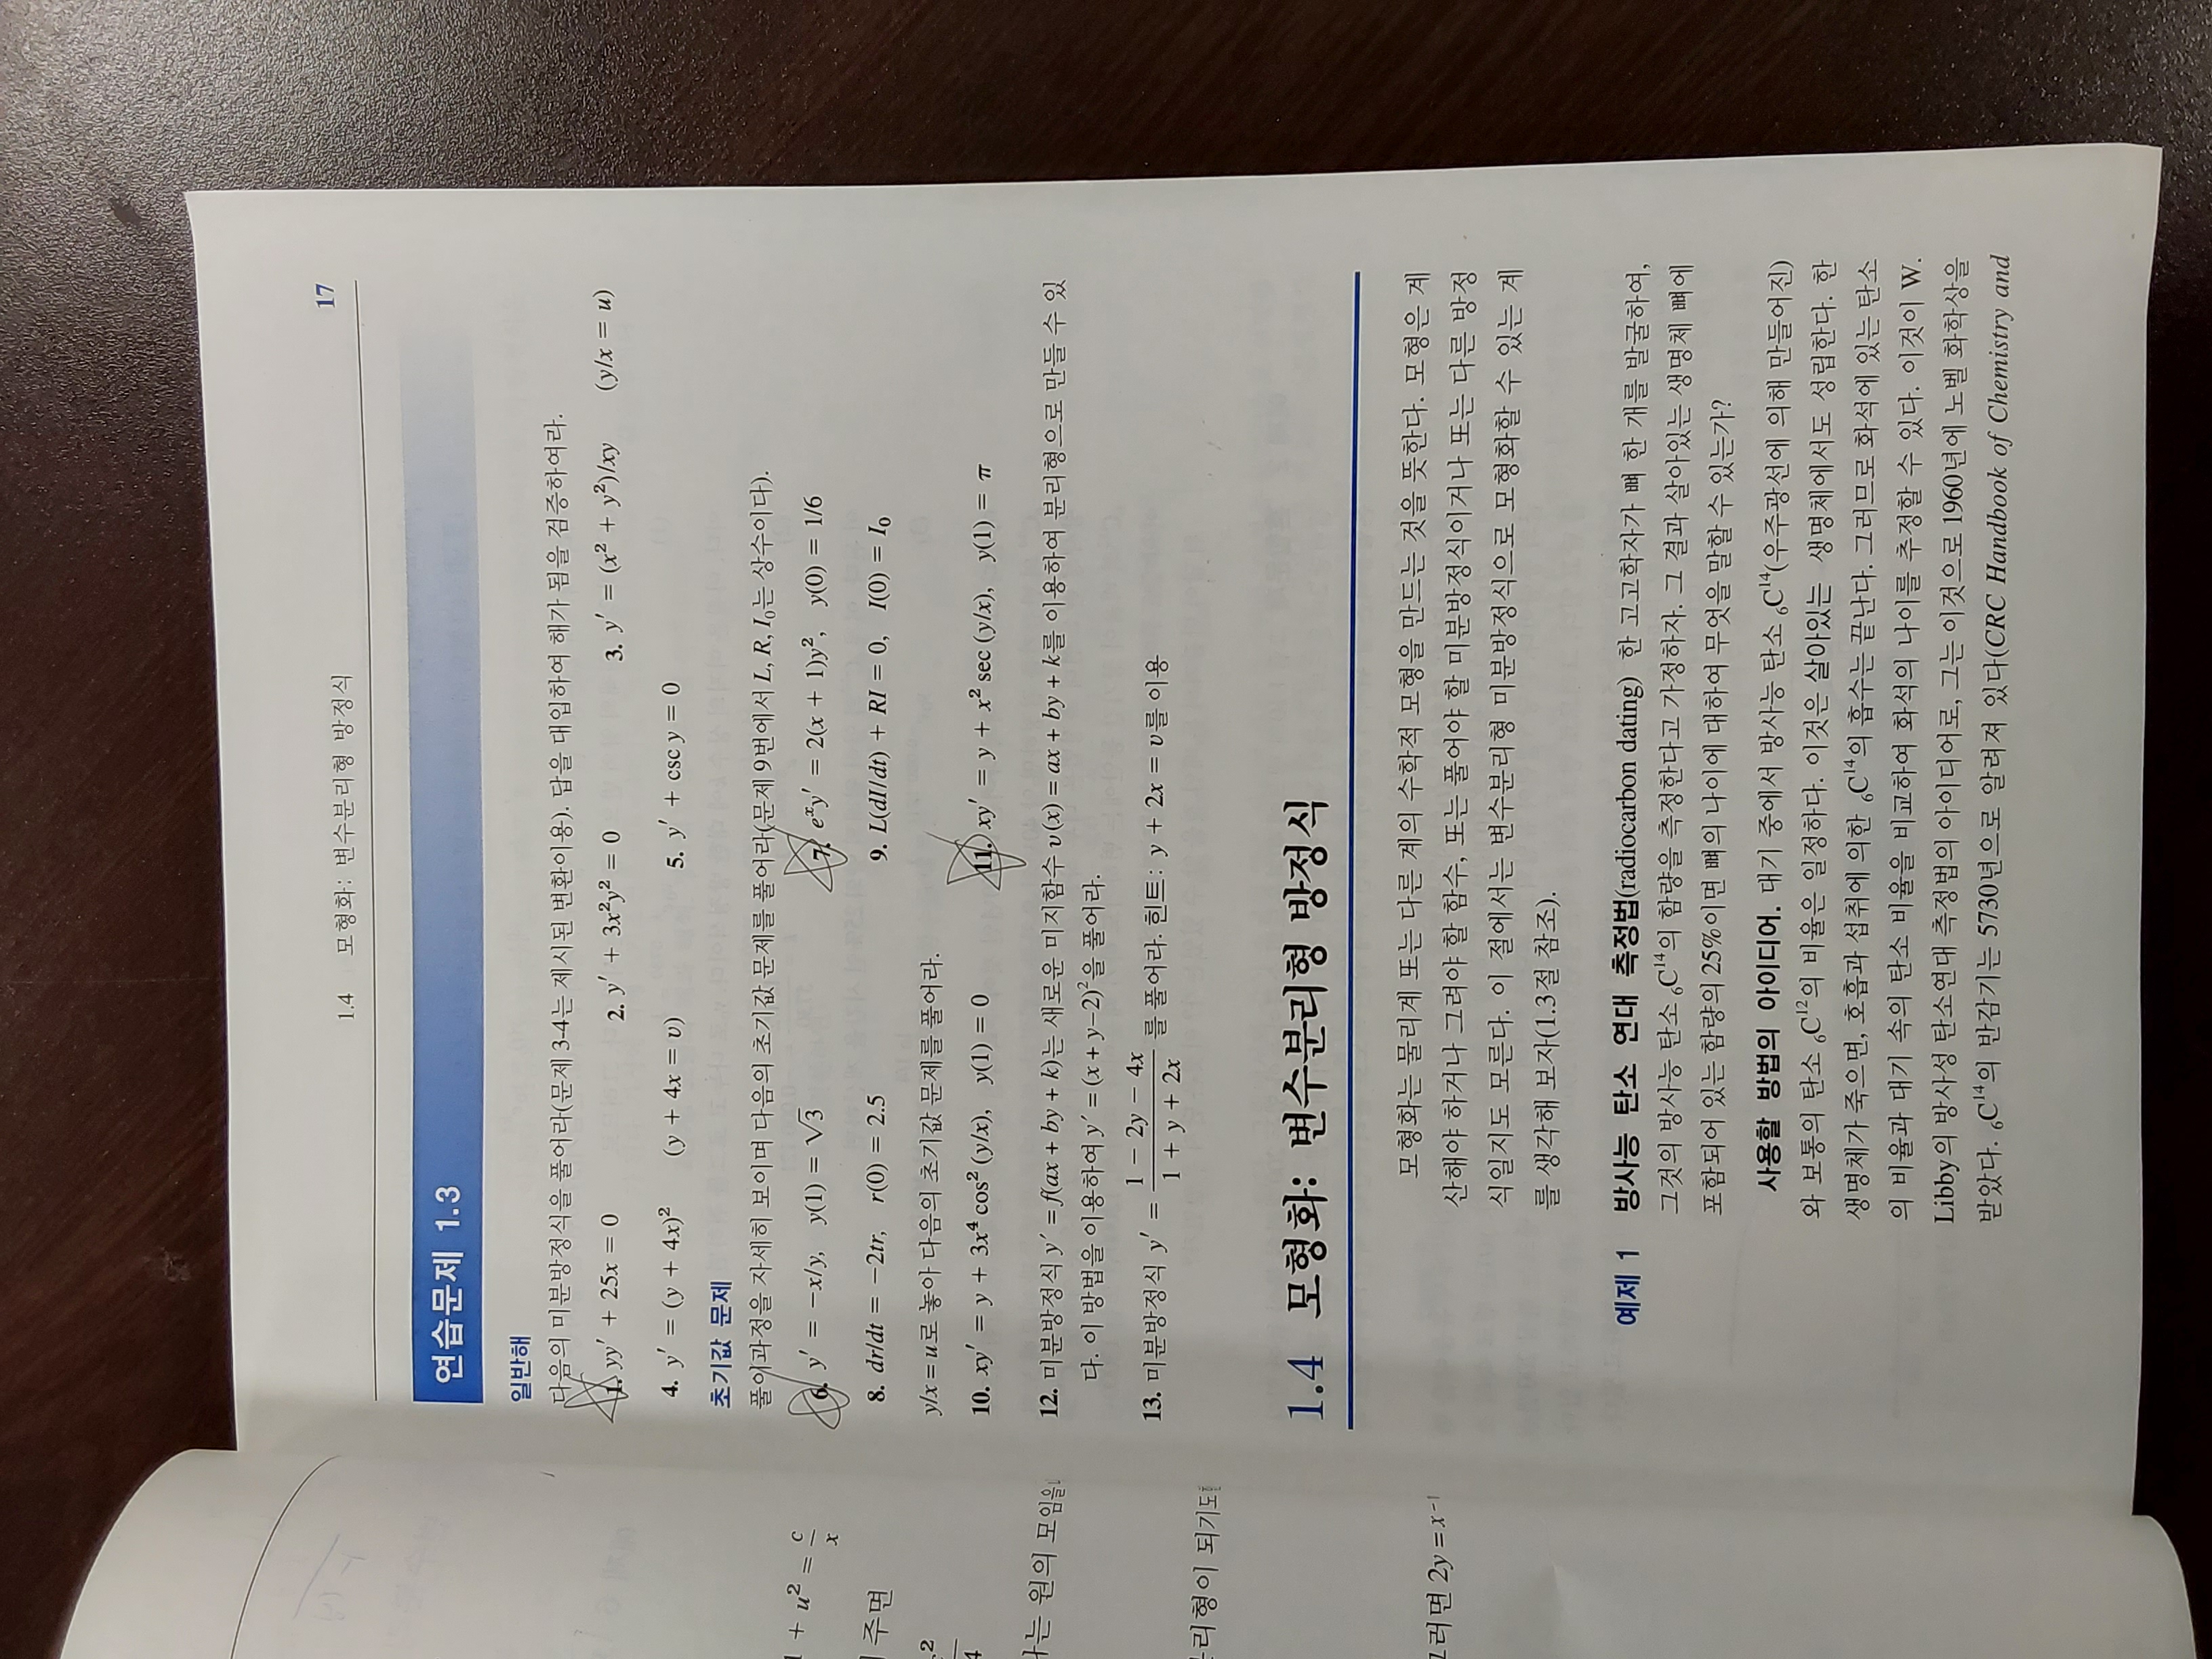 1.4 모형화: 변수분리형 방정식
17
연습문제 1.3
일반해
다음의 미분방정식을 풀어라(문제 3-4는 제시된 변환이용). 답을 대입하여 해가 됨을 검증하여라.
1. yy′ + 25x = 0 2. y′ + 3x²y² = 0 3. y′ = (x² + y²)/xy (y/x = u)
4. y′ = (y + 4x)² (y + 4x = υ) 5. y′ + csc y = 0
초기값 문제
풀이과정을 자세히 보이며 다음의 초기값 문제를 풀어라(문제 9번에서 L, R, I₀는 상수이다).
6. y′ = −x/y, y(1) = √3 7. eˣy′ = 2(x + 1)y², y(0) = 1/6
8. dr/dt = −2tr, r(0) = 2.5 9. L(dI/dt) + RI = 0, I(0) = I₀
y/x = u로 놓아 다음의 초기값 문제를 풀어라.
10. xy′ = y + 3x⁴ cos² (y/x), y(1) = 0 11. xy′ = y + x² sec (y/x), y(1) = π
12. 미분방정식 y′ = f(ax + by + k)는 새로운 미지함수 υ(x) = ax + by + k를 이용하여 분리형으로 만들 수 있
다. 이 방법을 이용하여 y′ = (x + y−2)²을 풀어라.
13. 미분방정식 y′ = (1 − 2y − 4x)/(1 + y + 2x) 를 풀어라. 힌트: y + 2x = υ를 이용
1.4 모형화: 변수분리형 방정식
모형화는 물리계 또는 다른 계의 수학적 모형을 만드는 것을 뜻한다. 모형은 계
산해야 하거나 그려야 할 함수, 또는 풀어야 할 미분방정식이거나 또는 다른 방정
식일지도 모른다. 이 절에서는 변수분리형 미분방정식으로 모형화할 수 있는 계
를 생각해 보자(1.3절 참조).
예제 1 방사능 탄소 연대 측정법(radiocarbon dating) 한 고고학자가 뼈 한 개를 발굴하여,
그것의 방사능 탄소 ₆C¹⁴의 함량을 측정한다고 가정하자. 그 결과 살아있는 생명체 뼈에
포함되어 있는 함량의 25%이면 뼈의 나이에 대하여 무엇을 말할 수 있는가?
사용할 방법의 아이디어. 대기 중에서 방사능 탄소 ₆C¹⁴(우주광선에 의해 만들어진)
와 보통의 탄소 ₆C¹²의 비율은 일정하다. 이것은 살아있는 생명체에서도 성립한다. 한
생명체가 죽으면, 호흡과 섭취에 의한 ₆C¹⁴의 흡수는 끝난다. 그러므로 화석에 있는 탄소
의 비율과 대기 속의 탄소 비율을 비교하여 화석의 나이를 추정할 수 있다. 이것이 W.
Libby의 방사성 탄소연대 측정법의 아이디어로, 그는 이것으로 1960년에 노벨 화학상을
받았다. ₆C¹⁴의 반감기는 5730년으로 알려져 있다(CRC Handbook of Chemistry and
1 + u² = c/x
주면
4
나는 원의 모임을
리형이 되기도
그러면 2y = x⁻¹